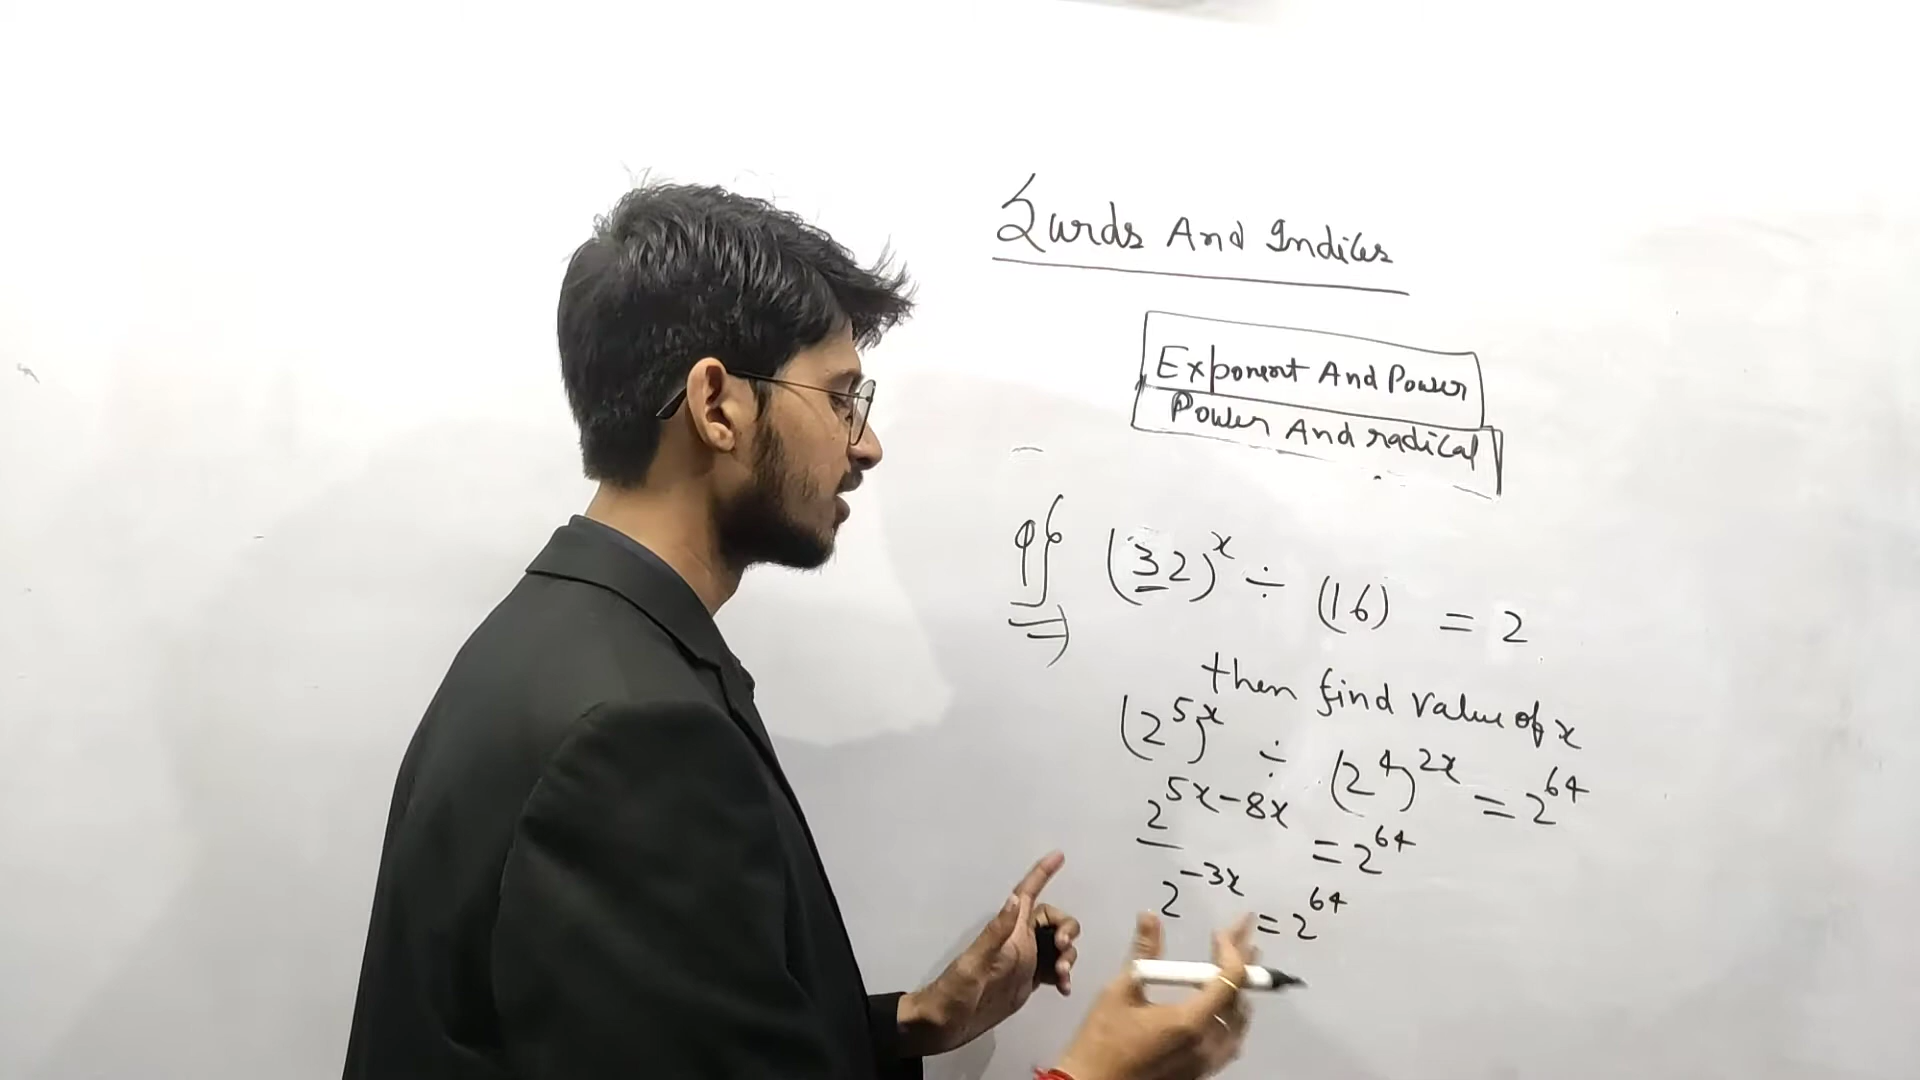 Surds And Indices
Exponent And Power
Power And radical
If (32)^x ÷ (16) = 2
then find value of x
(2^5)^x ÷ (2^4)^2x = 2^64
2^5x-8x = 2^64
2^-3x = 2^64